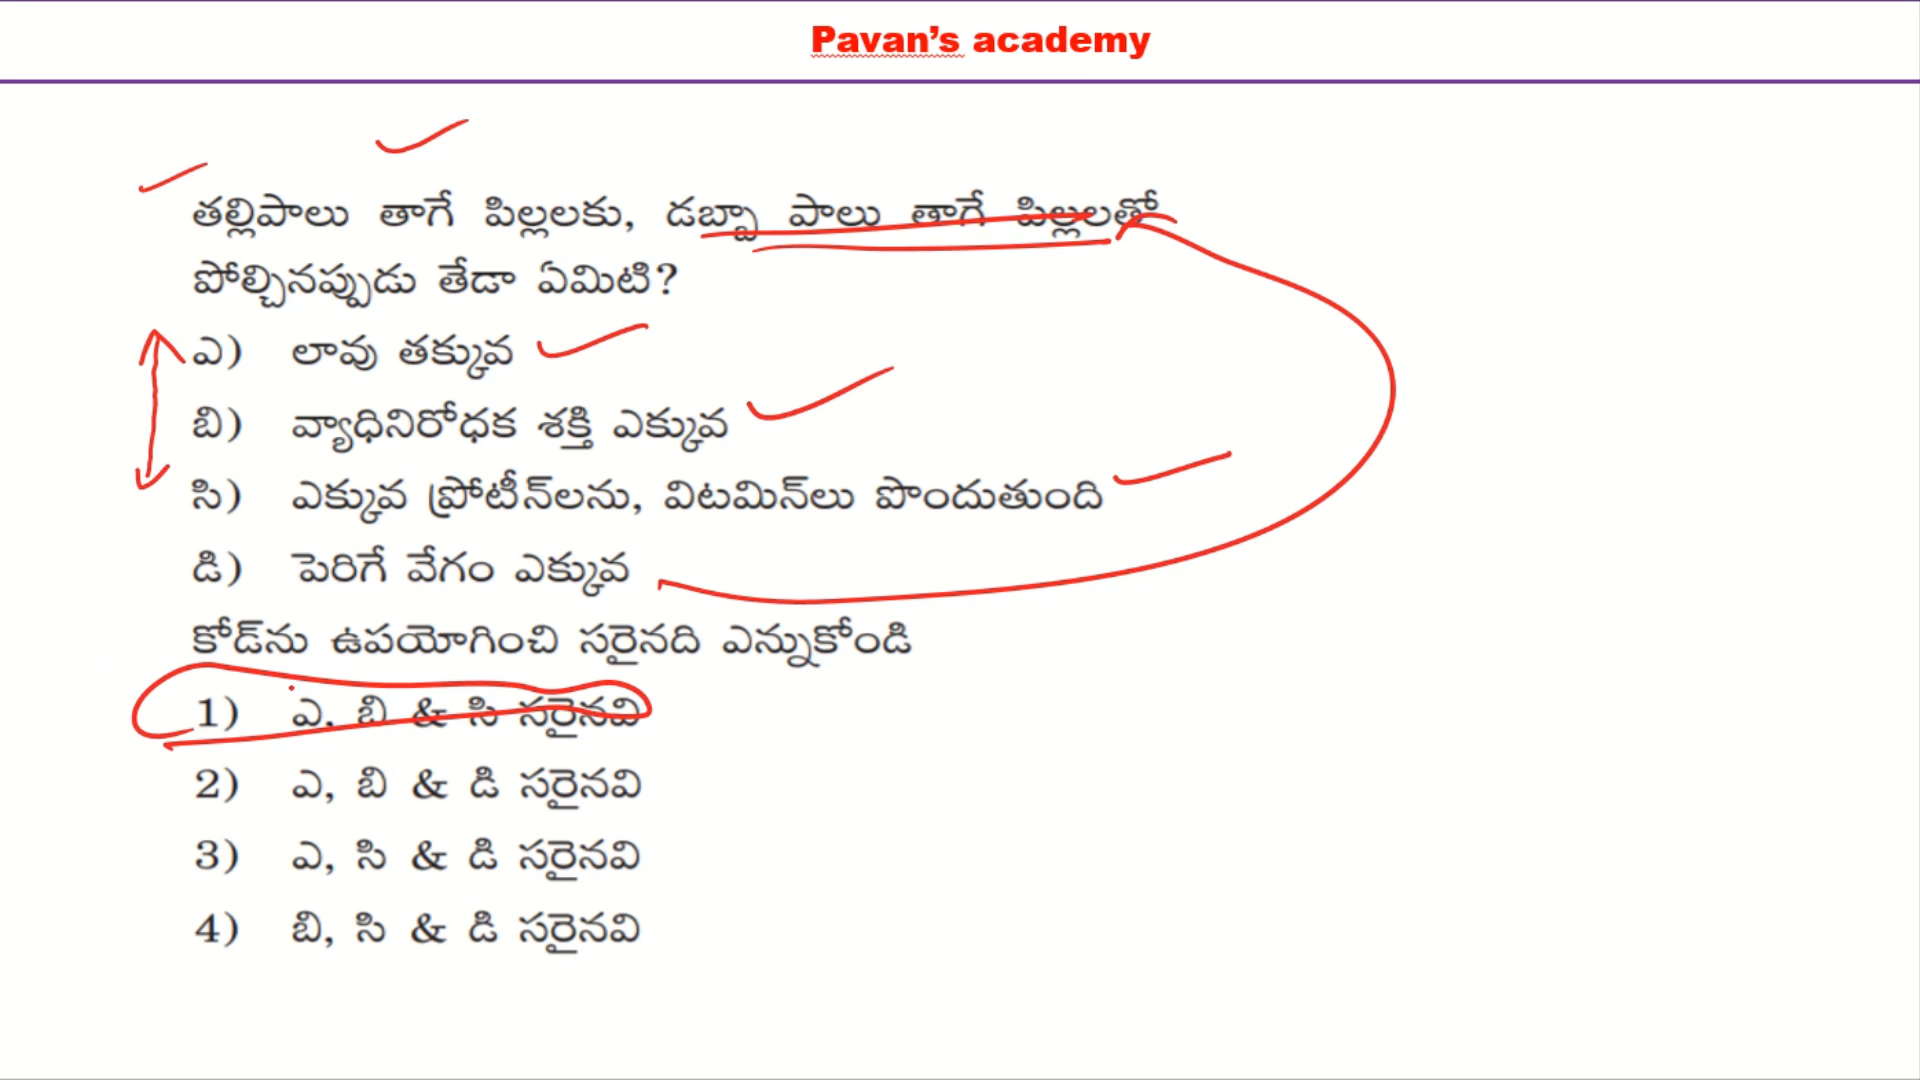 Pavan’s academy
తల్లిపాలు తాగే పిల్లలకు, డబ్బా పాలు తాగే పిల్లలతో
పోల్చినప్పుడు తేడా ఏమిటి?
ఎ) లావు తక్కువ
బి) వ్యాధినిరోధక శక్తి ఎక్కువ
సి) ఎక్కువ ప్రోటీన్‌లను, విటమిన్‌లు పొందుతుంది
డి) పెరిగే వేగం ఎక్కువ
కోడ్‌ను ఉపయోగించి సరైనది ఎన్నుకోండి
1) ఎ, బి & సి సరైనవి
2) ఎ, బి & డి సరైనవి
3) ఎ, సి & డి సరైనవి
4) బి, సి & డి సరైనవి